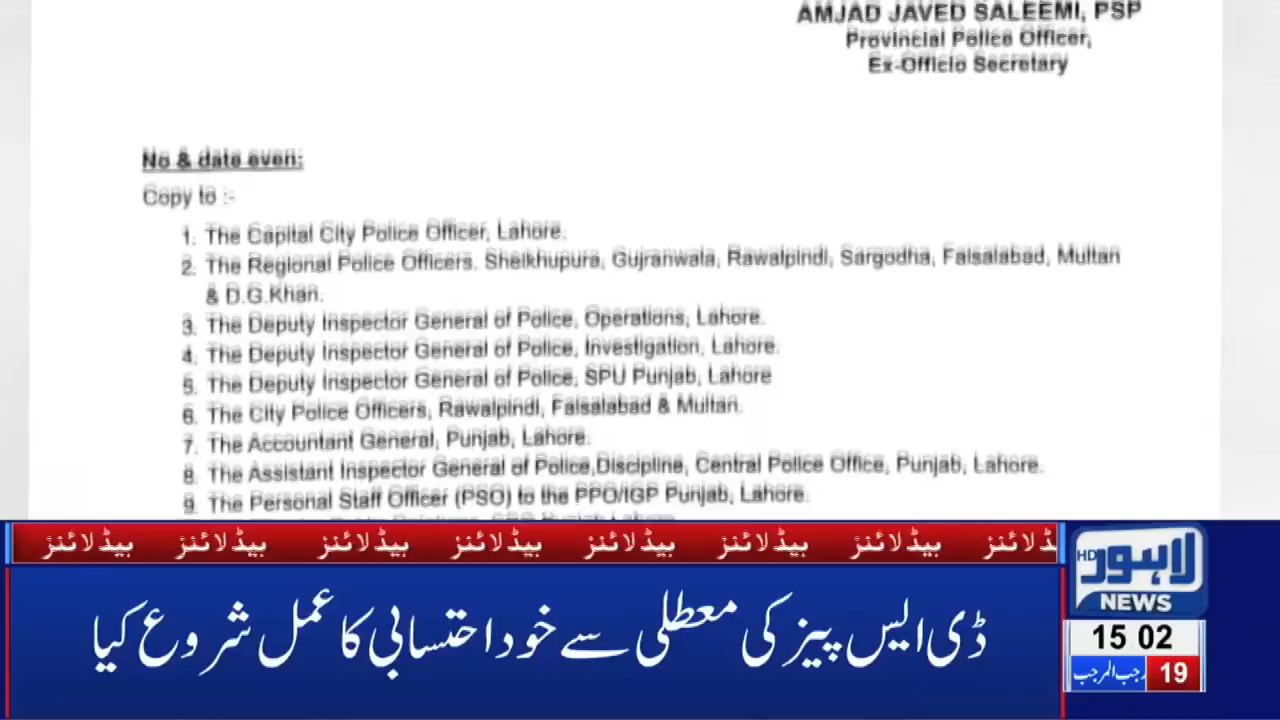 AMJAD JAVED SALEEMI, PSP
Provincial Police Officer,
Ex-Officio Secretary
No & date even:
Copy to :-
1. The Capital City Police Officer, Lahore.
2. The Regional Police Officers, Sheikhupura, Gujranwala, Rawalpindi, Sargodha, Faisalabad, Multan
& D.G.Khan.
3. The Deputy Inspector General of Police, Operations, Lahore.
4. The Deputy Inspector General of Police, Investigation, Lahore.
5. The Deputy Inspector General of Police, SPU Punjab, Lahore
6. The City Police Officers, Rawalpindi, Faisalabad & Multan.
7. The Accountant General, Punjab, Lahore.
8. The Assistant Inspector General of Police,Discipline, Central Police Office, Punjab, Lahore.
9. The Personal Staff Officer (PSO) to the PPO/IGP Punjab, Lahore.
ہیڈلائنز ہیڈلائنز ہیڈلائنز ہیڈلائنز ہیڈلائنز ہیڈلائنز ہیڈلائنز ہیڈلائنز
ڈی ایس پیز کی معطلی سے خود احتسابی کا عمل شروع کیا
لاہور HD
NEWS
15 02
19 رجب المرجب